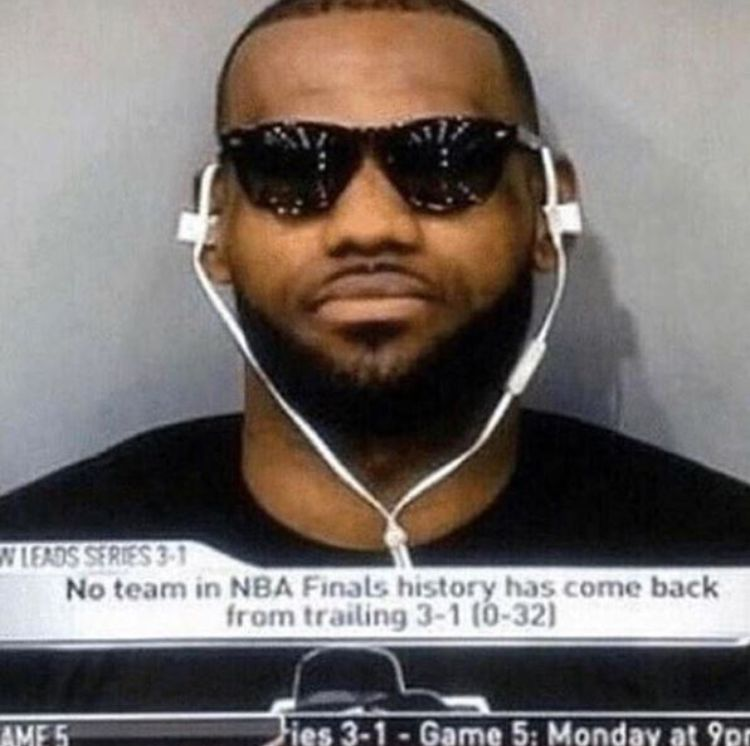 W LEADS SERIES 3-1
No team in NBA Finals history has come back
from trailing 3-1 (0-32)
AME 5
ries 3-1 - Game 5: Monday at 9p